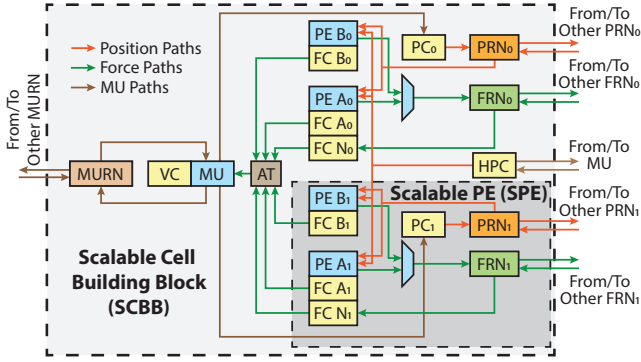 Position Paths
Force Paths
MU Paths
From/To
Other MURN
MURN
VC
MU
AT
PE B₀
FC B₀
PE A₀
FC A₀
FC N₀
PC₀
PRN₀
FRN₀
HPC
From/To
Other PRN₀
From/To
Other FRN₀
From/To
MU
Scalable PE (SPE)
PE B₁
FC B₁
PE A₁
FC A₁
FC N₁
PC₁
PRN₁
FRN₁
From/To
Other PRN₁
From/To
Other FRN₁
Scalable Cell
Building Block
(SCBB)